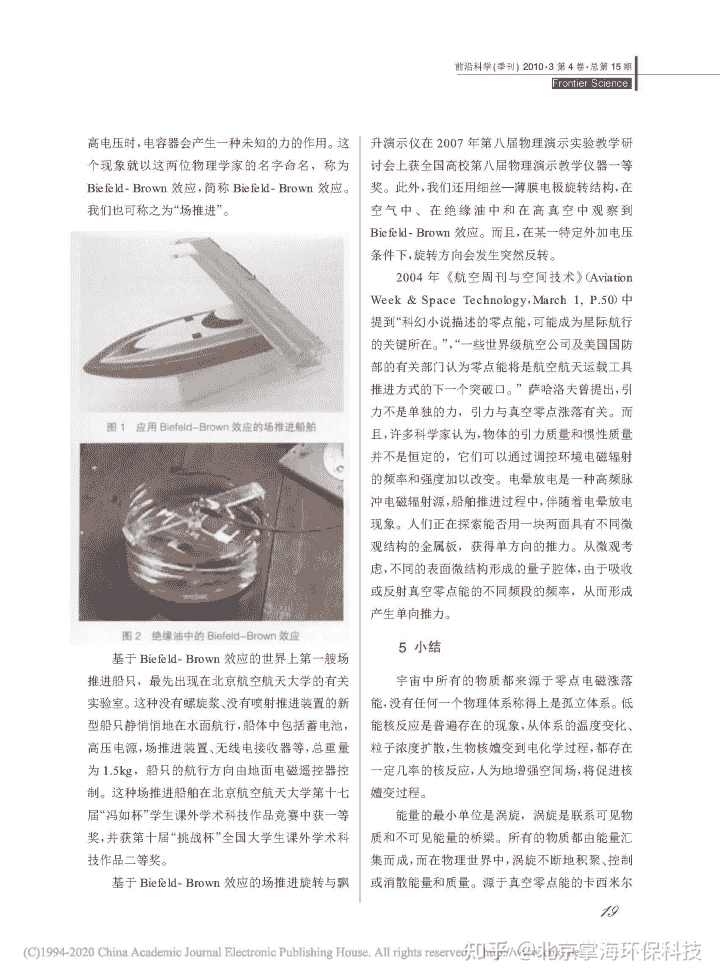 前沿科学(季刊) 2010·3 第 4 卷·总第 15 期
Frontier Science
高电压时,电容器会产生一种未知的力的作用。这
个现象就以这两位物理学家的名字命名，称为
Biefeld- Brown 效应,简称 Biefeld- Brown 效应。
我们也可称之为“场推进”。
图 1 应用 Biefeld-Brown 效应的场推进船舶
图 2 绝缘油中的 Biefeld-Brown 效应
基于 Biefeld- Brown 效应的世界上第一艘场
推进船只，最先出现在北京航空航天大学的有关
实验室。这种没有螺旋浆、没有喷射推进装置的新
型船只静悄悄地在水面航行,船体中包括蓄电池，
高压电源,场推进装置、无线电接收器等,总重量
为 1.5kg，船只的航行方向由地面电磁遥控器控
制。这种场推进船舶在北京航空航天大学第十七
届“冯如杯”学生课外学术科技作品竞赛中获一等
奖,并获第十届“挑战杯”全国大学生课外学术科
技作品二等奖。
基于 Biefeld- Brown 效应的场推进旋转与飘
升演示仪在 2007 年第八届物理演示实验教学研
讨会上获全国高校第八届物理演示教学仪器一等
奖。此外,我们还用细丝—薄膜电极旋转结构,在
空气中、在绝缘油中和在高真空中观察到
Biefeld- Brown 效应。而且,在某一特定外加电压
条件下,旋转方向会发生突然反转。
2004 年《航空周刊与空间技术》(Aviation
Week & Space Technology,March 1, P.50) 中
提到“科幻小说描述的零点能,可能成为星际航行
的关键所在。”,“一些世界级航空公司及美国国防
部的有关部门认为零点能将是航空航天运载工具
推进方式的下一个突破口。” 萨哈洛夫曾提出,引
力不是单独的力，引力与真空零点涨落有关。而
且,许多科学家认为,物体的引力质量和惯性质量
并不是恒定的，它们可以通过调控环境电磁辐射
的频率和强度加以改变。电晕放电是一种高频脉
冲电磁辐射源,船舶推进过程中,伴随着电晕放电
现象。人们正在探索能否用一块两面具有不同微
观结构的金属板，获得单方向的推力。从微观考
虑,不同的表面微结构形成的量子腔体,由于吸收
或反射真空零点能的不同频段的频率，从而形成
产生单向推力。
5 小结
宇宙中所有的物质都来源于零点电磁涨落
能,没有任何一个物理体系称得上是孤立体系。低
能核反应是普遍存在的现象,从体系的温度变化、
粒子浓度扩散,生物核嬗变到电化学过程,都存在
一定几率的核反应,人为地增强空间场,将促进核
嬗变过程。
能量的最小单位是涡旋，涡旋是联系可见物
质和不可见能量的桥梁。所有的物质都由能量汇
集而成,而在物理世界中,涡旋不断地积聚、控制
或消散能量和质量。源于真空零点能的卡西米尔
19
(C)1994-2020 China Academic Journal Electronic Publishing House. All rights reserved. http://www.
知乎 @北京掌海环保科技